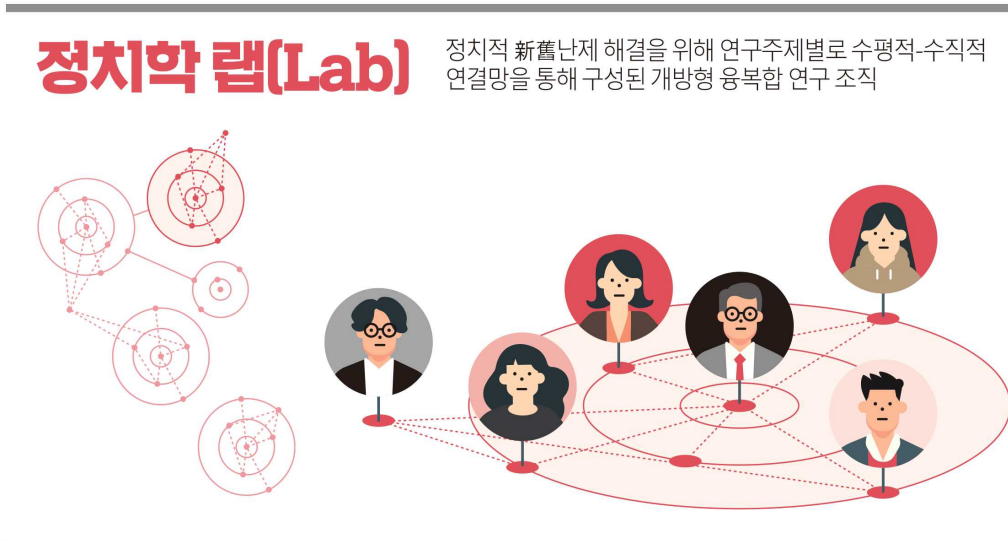 정치학 랩(Lab)
정치적 新舊난제 해결을 위해 연구주제별로 수평적-수직적
연결망을 통해 구성된 개방형 융복합 연구 조직